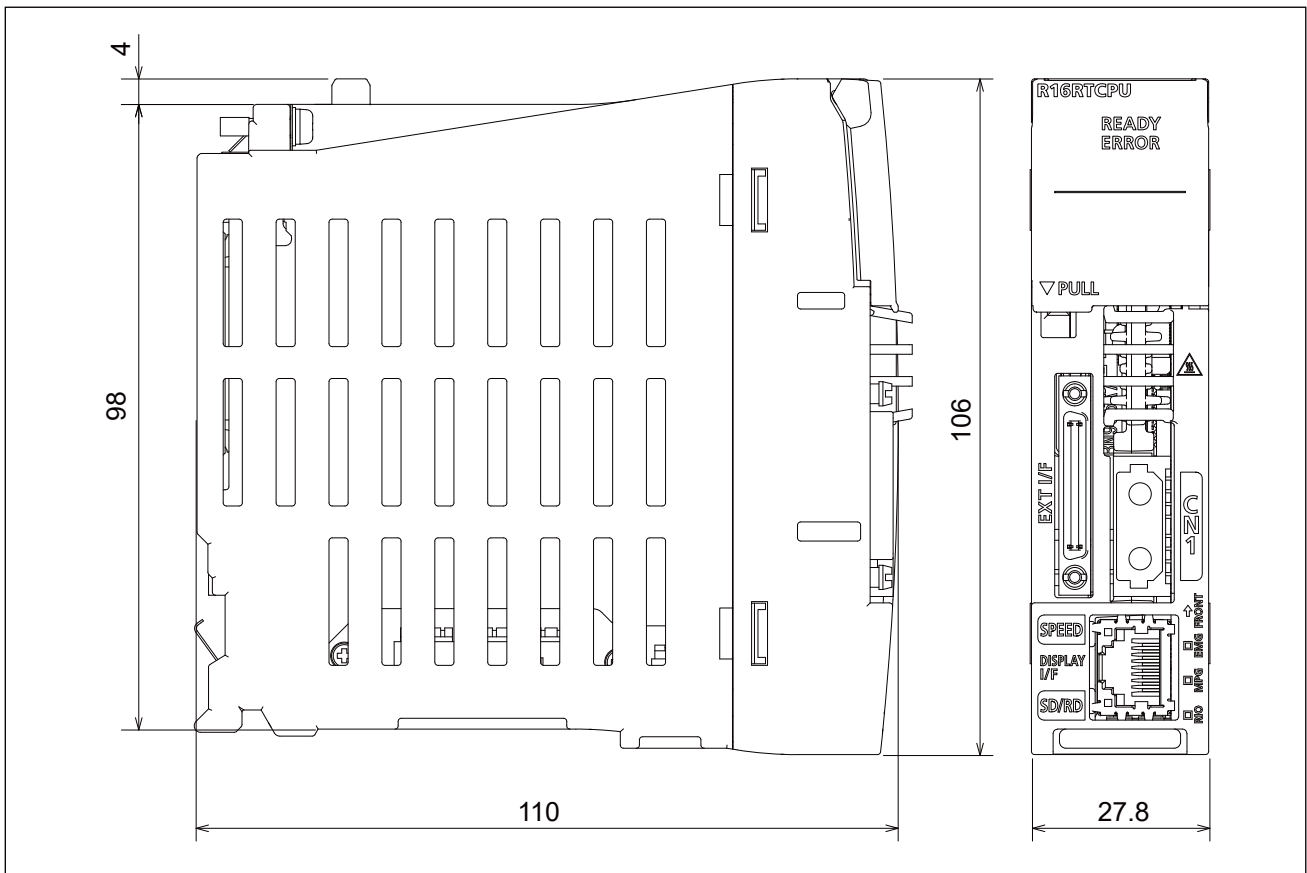 4
98
106
110
27.8
R16RTCPU
READY
ERROR
▽ PULL
EXT I/F
CN1
SPEED
DISPLAY
I/F
SD/RD
FRONT
EMG
MPG
RIO